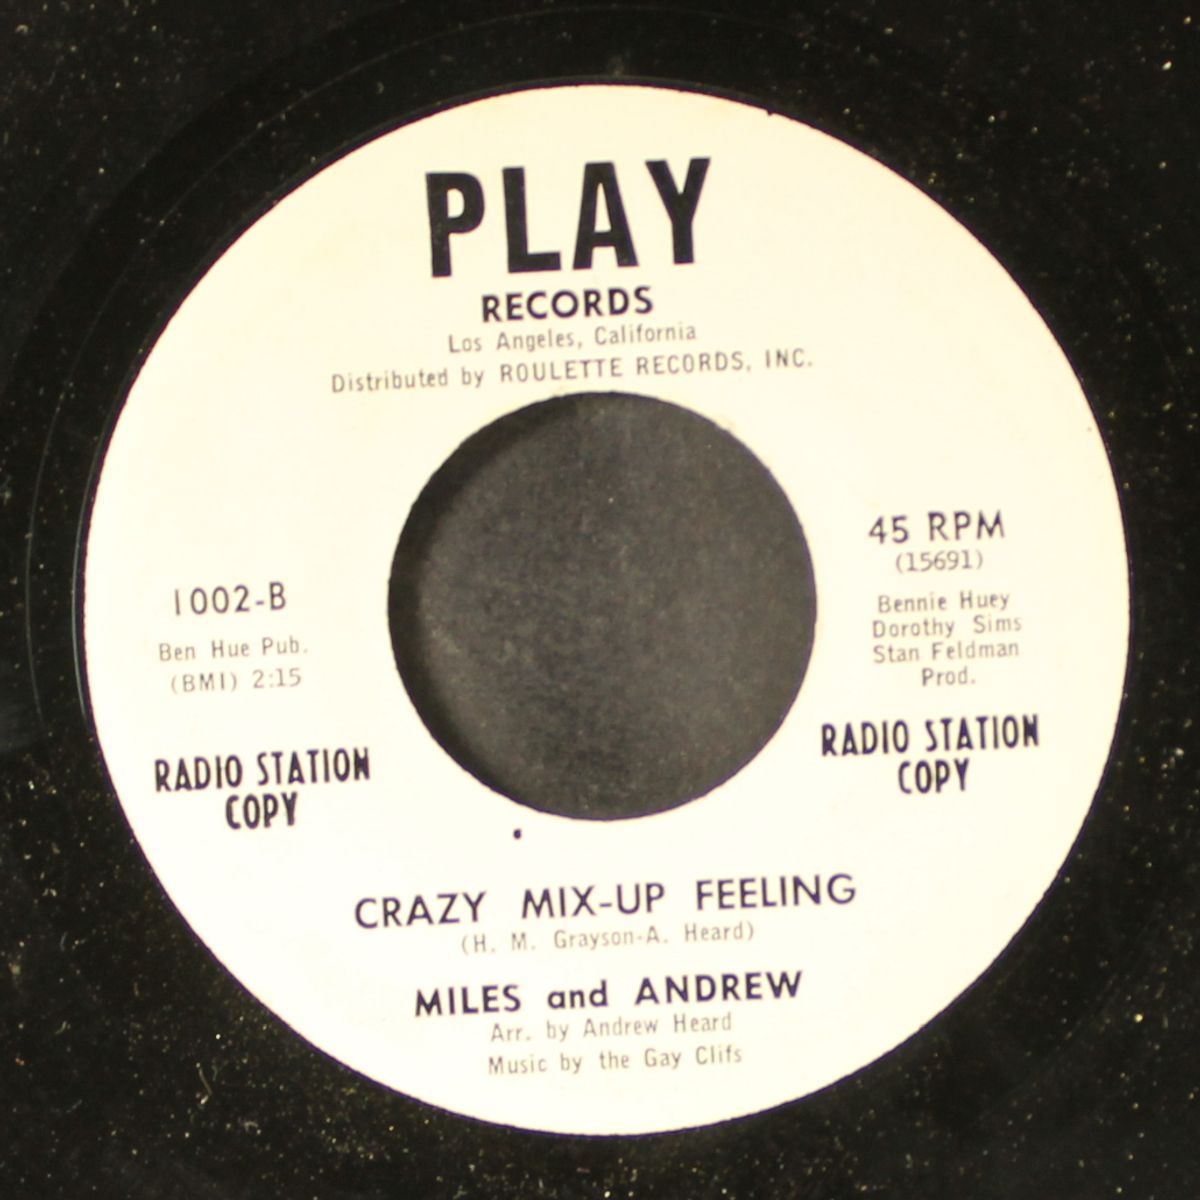 PLAY
RECORDS
Los Angeles, California
Distributed by ROULETTE RECORDS, INC.
45 RPM
(15691)
Bennie Huey
Dorothy Sims
Stan Feldman
Prod.
1002-B
Ben Hue Pub.
(BMI) 2:15
RADIO STATION
COPY
RADIO STATION
COPY
CRAZY MIX-UP FEELING
(H. M. Grayson-A. Heard)
MILES and ANDREW
Arr. by Andrew Heard
Music by the Gay Clifs